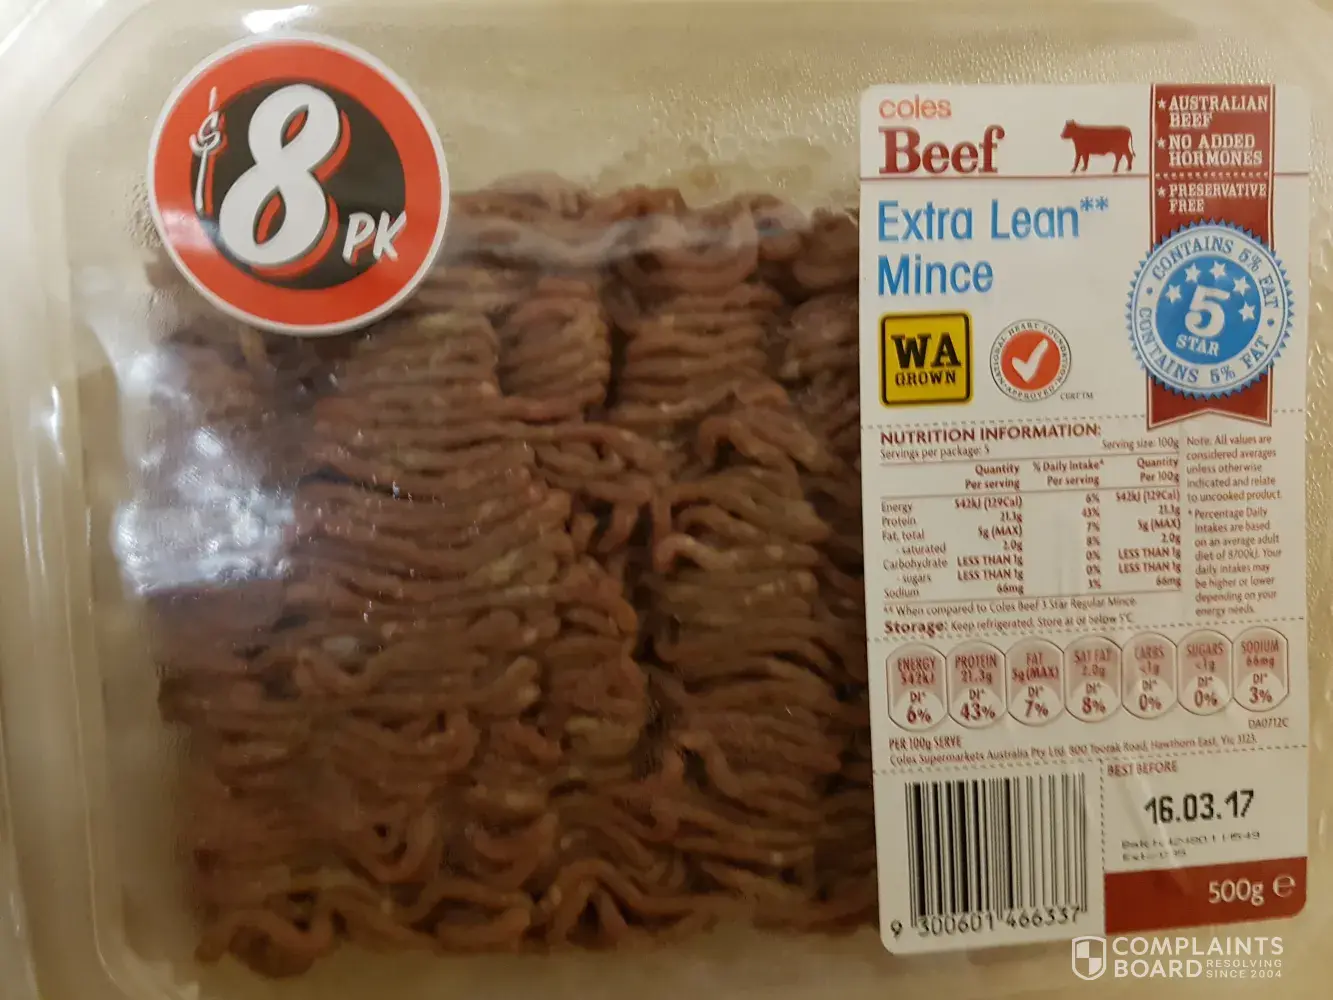 $8 PK
coles
Beef
Extra Lean**
Mince
★ AUSTRALIAN
BEEF
★ NO ADDED
HORMONES
★ PRESERVATIVE
FREE
CONTAINS 5% FAT
5
STAR
CONTAINS 5% FAT
WA
GROWN
NATIONAL HEART FOUNDATION
APPROVED
NUTRITION INFORMATION:
Servings per package: 5 Serving size: 100g
Quantity % Daily Intake* Quantity
Per serving Per serving Per 100g
Energy 542kJ (129Cal) 6% 542kJ (129Cal)
Protein 21.3g 43% 21.3g
Fat, total 5g (MAX) 7% 5g (MAX)
- saturated 2.0g 8% 2.0g
Carbohydrate LESS THAN 1g 0% LESS THAN 1g
- sugars LESS THAN 1g 0% LESS THAN 1g
Sodium 66mg 3% 66mg
Note: All values are
considered averages
unless otherwise
indicated and relate
to uncooked product
* Percentage Daily
Intakes are based
on an average adult
diet of 8700kJ. Your
daily intakes may
be higher or lower
depending on your
energy needs.
** When compared to Coles Beef 3 Star Regular Mince.
Storage: Keep refrigerated. Store at or below 5°C
ENERGY PROTEIN FAT SAT FAT CARBS SUGARS SODIUM
542kJ 21.3g 5g(MAX) 2.0g <1g <1g 66mg
DI* DI* DI* DI* DI* DI* DI*
6% 43% 7% 8% 0% 0% 3%
DA0712C
PER 100g SERVE
Coles Supermarkets Australia Pty Ltd. 800 Toorak Road, Hawthorn East, Vic 3123.
BEST BEFORE
16.03.17
500g e
9 300601 466337
COMPLAINTS
BOARD RESOLVING
SINCE 2004